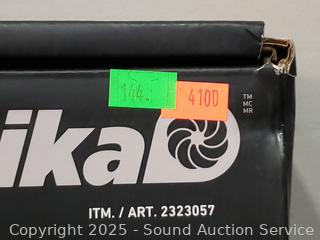 144.
4100
TM
MC
MR
ika
ITM. / ART. 2323057
Copyright © 2025 - Sound Auction Service